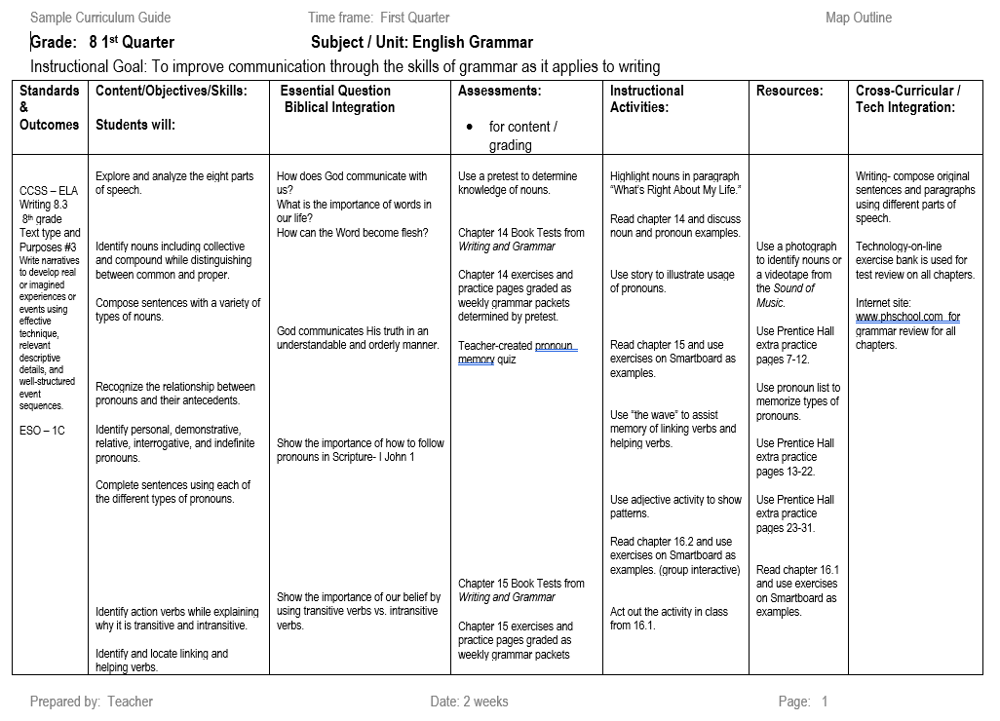 Sample Curriculum Guide Time frame: First Quarter Map Outline
Grade: 8 1st Quarter Subject / Unit: English Grammar
Instructional Goal: To improve communication through the skills of grammar as it applies to writing
Standards
&
Outcomes
Content/Objectives/Skills:
Students will:
Essential Question
Biblical Integration
Assessments:
• for content /
grading
Instructional
Activities:
Resources:
Cross-Curricular /
Tech Integration:
CCSS – ELA
Writing 8.3
8th grade
Text type and
Purposes #3
Write narratives
to develop real
or imagined
experiences or
events using
effective
technique,
relevant
descriptive
details, and
well-structured
event
sequences.
ESO – 1C
Explore and analyze the eight parts
of speech.
Identify nouns including collective
and compound while distinguishing
between common and proper.
Compose sentences with a variety of
types of nouns.
Recognize the relationship between
pronouns and their antecedents.
Identify personal, demonstrative,
relative, interrogative, and indefinite
pronouns.
Complete sentences using each of
the different types of pronouns.
Identify action verbs while explaining
why it is transitive and intransitive.
Identify and locate linking and
helping verbs.
How does God communicate with
us?
What is the importance of words in
our life?
How can the Word become flesh?
God communicates His truth in an
understandable and orderly manner.
Show the importance of how to follow
pronouns in Scripture- I John 1
Show the importance of our belief by
using transitive verbs vs. intransitive
verbs.
Use a pretest to determine
knowledge of nouns.
Chapter 14 Book Tests from
Writing and Grammar
Chapter 14 exercises and
practice pages graded as
weekly grammar packets
determined by pretest.
Teacher-created pronoun
memory quiz
Chapter 15 Book Tests from
Writing and Grammar
Chapter 15 exercises and
practice pages graded as
weekly grammar packets
Highlight nouns in paragraph
“What’s Right About My Life.”
Read chapter 14 and discuss
noun and pronoun examples.
Use story to illustrate usage
of pronouns.
Read chapter 15 and use
exercises on Smartboard as
examples.
Use “the wave” to assist
memory of linking verbs and
helping verbs.
Use adjective activity to show
patterns.
Read chapter 16.2 and use
exercises on Smartboard as
examples. (group interactive)
Act out the activity in class
from 16.1.
Use a photograph
to identify nouns or
a videotape from
the Sound of
Music.
Use Prentice Hall
extra practice
pages 7-12.
Use pronoun list to
memorize types of
pronouns.
Use Prentice Hall
extra practice
pages 13-22.
Use Prentice Hall
extra practice
pages 23-31.
Read chapter 16.1
and use exercises
on Smartboard as
examples.
Writing- compose original
sentences and paragraphs
using different parts of
speech.
Technology-on-line
exercise bank is used for
test review on all chapters.
Internet site:
www.phschool.com for
grammar review for all
chapters.
Prepared by: Teacher Date: 2 weeks Page: 1